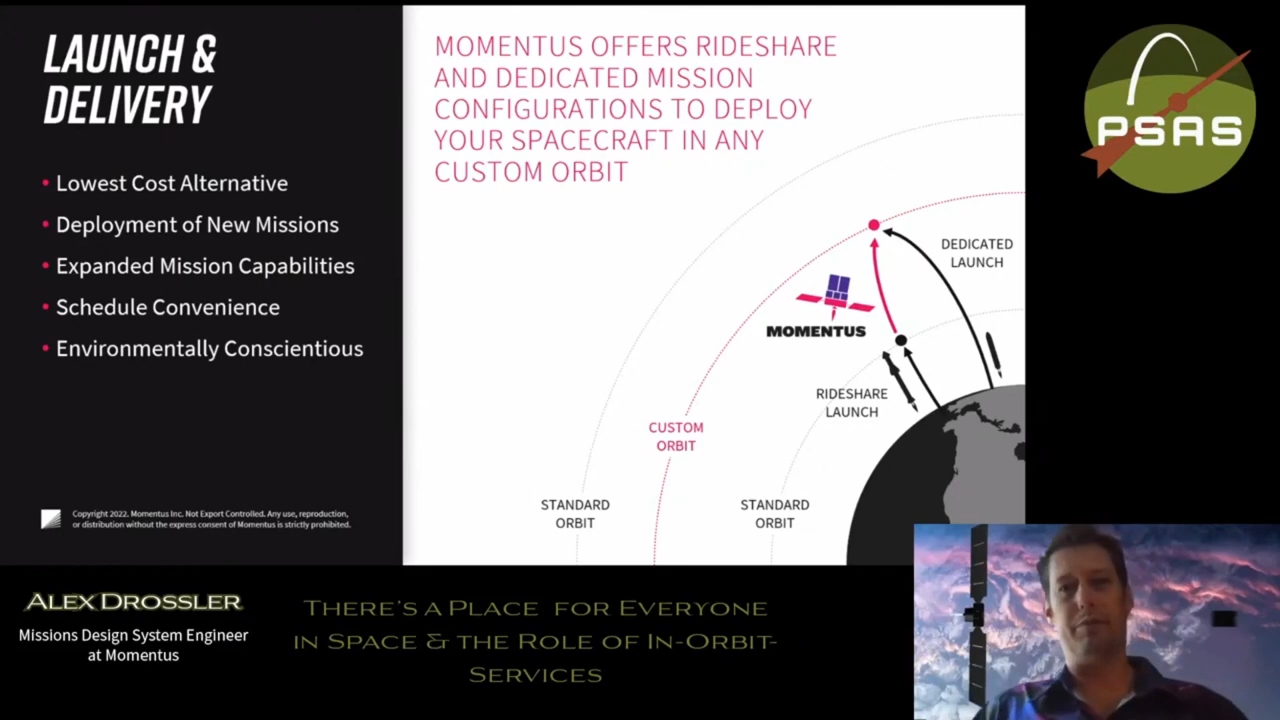 LAUNCH &
DELIVERY
• Lowest Cost Alternative
• Deployment of New Missions
• Expanded Mission Capabilities
• Schedule Convenience
• Environmentally Conscientious
Copyright 2022. Momentus Inc. Not Export Controlled. Any use, reproduction,
or distribution without the express consent of Momentus is strictly prohibited.
MOMENTUS OFFERS RIDESHARE
AND DEDICATED MISSION
CONFIGURATIONS TO DEPLOY
YOUR SPACECRAFT IN ANY
CUSTOM ORBIT
DEDICATED
LAUNCH
MOMENTUS
RIDESHARE
LAUNCH
CUSTOM
ORBIT
STANDARD
ORBIT
STANDARD
ORBIT
PSAS
ALEX DROSSLER
Missions Design System Engineer
at Momentus
THERE'S A PLACE FOR EVERYONE
IN SPACE & THE ROLE OF IN-ORBIT-
SERVICES